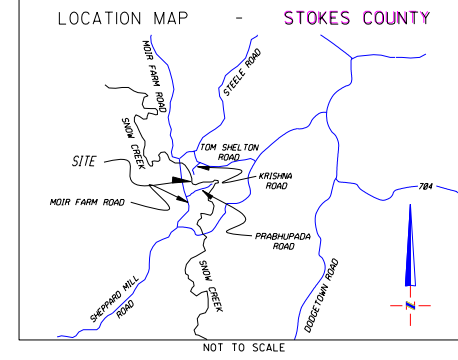 LOCATION MAP - STOKES COUNTY
MOIR FARM
ROAD
STEELE ROAD
SNOW CREEK
TOM SHELTON
ROAD
SITE
KRISHNA
ROAD
704
MOIR FARM ROAD
PRABHUPADA
ROAD
SHEPPARD MILL
ROAD
SNOW CREEK
DODGETOWN ROAD
N
NOT TO SCALE